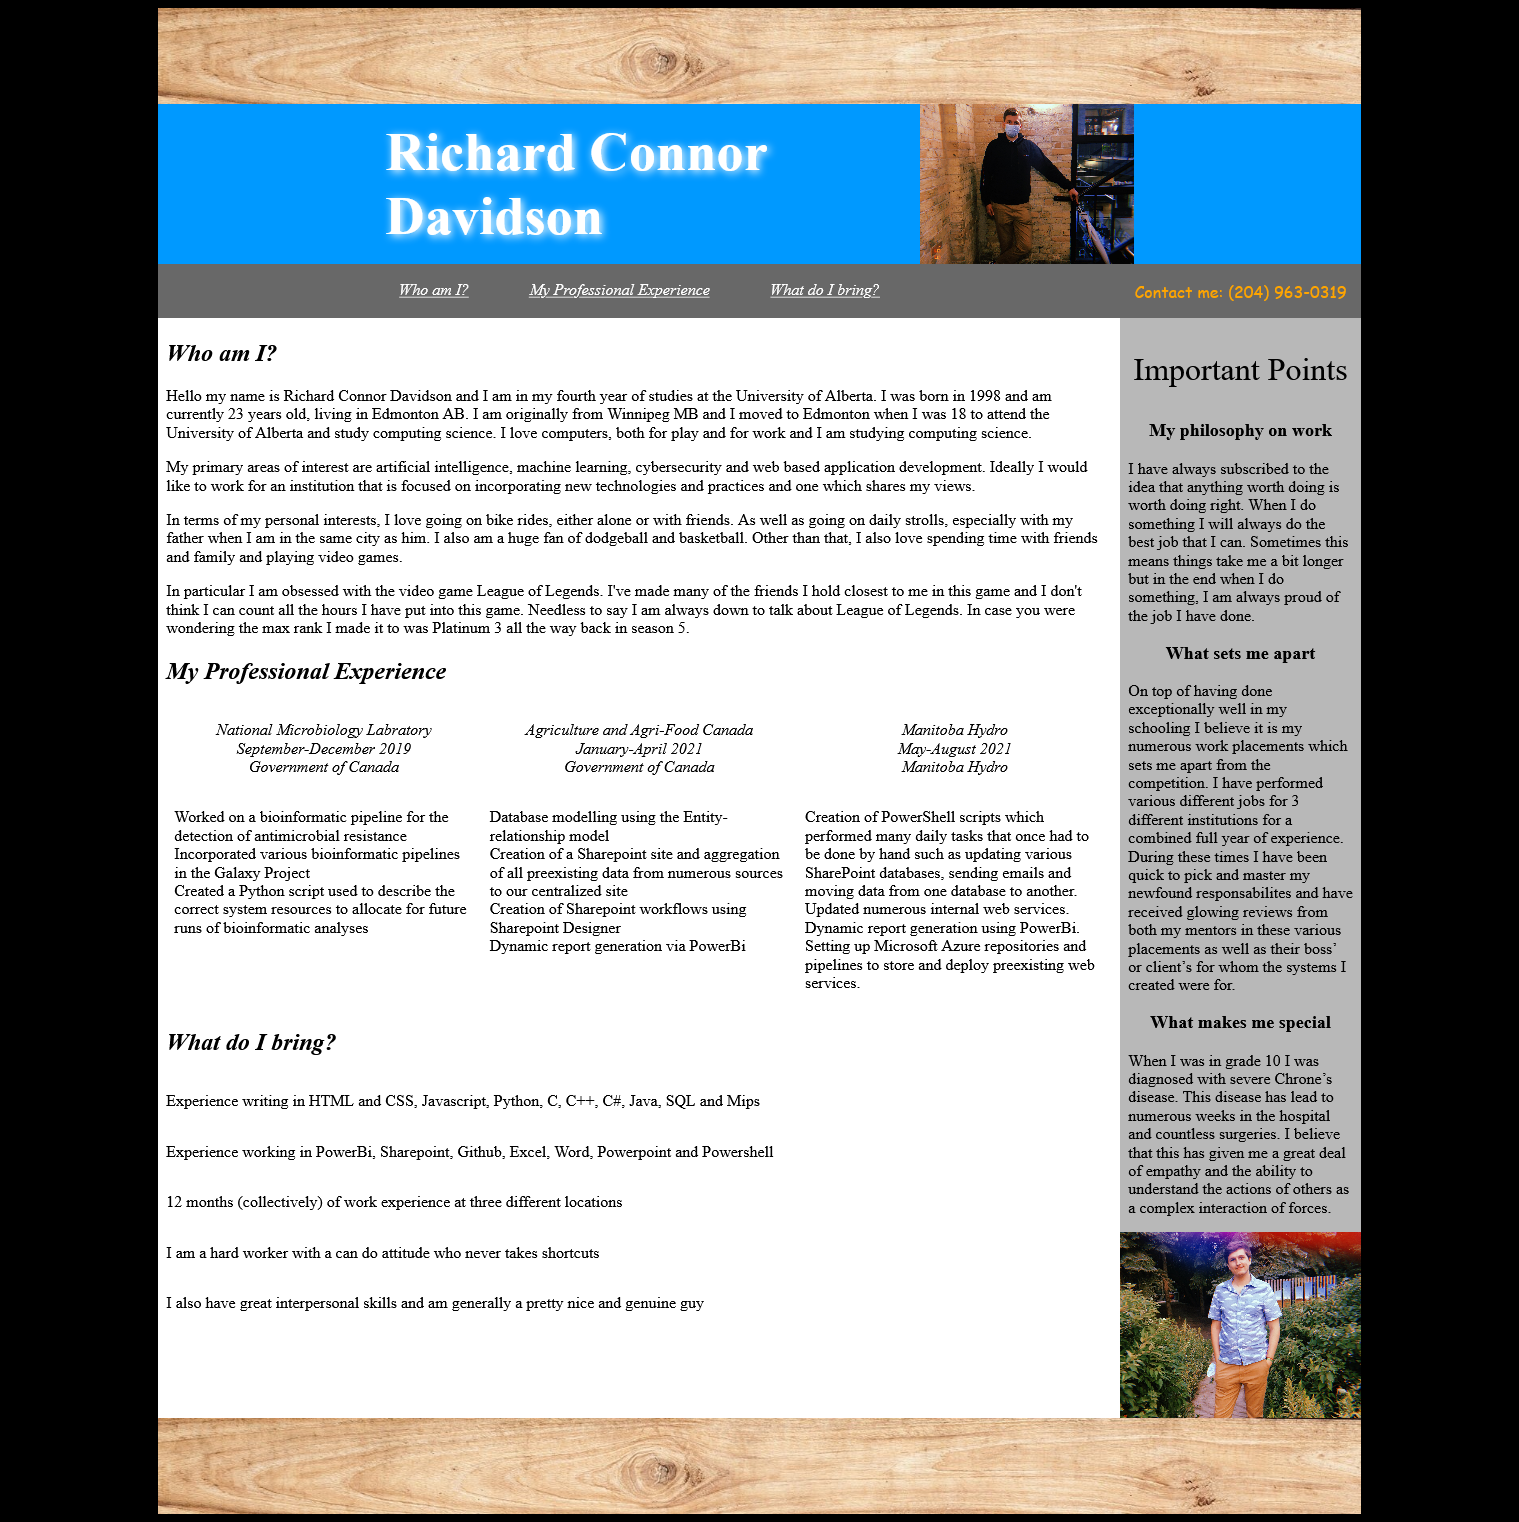 Richard Connor
Davidson
Who am I?
My Professional Experience
What do I bring?
Contact me: (204) 963-0319
Who am I?
Hello my name is Richard Connor Davidson and I am in my fourth year of studies at the University of Alberta. I was born in 1998 and am
currently 23 years old, living in Edmonton AB. I am originally from Winnipeg MB and I moved to Edmonton when I was 18 to attend the
University of Alberta and study computing science. I love computers, both for play and for work and I am studying computing science.
My primary areas of interest are artificial intelligence, machine learning, cybersecurity and web based application development. Ideally I would
like to work for an institution that is focused on incorporating new technologies and practices and one which shares my views.
In terms of my personal interests, I love going on bike rides, either alone or with friends. As well as going on daily strolls, especially with my
father when I am in the same city as him. I also am a huge fan of dodgeball and basketball. Other than that, I also love spending time with friends
and family and playing video games.
In particular I am obsessed with the video game League of Legends. I've made many of the friends I hold closest to me in this game and I don't
think I can count all the hours I have put into this game. Needless to say I am always down to talk about League of Legends. In case you were
wondering the max rank I made it to was Platinum 3 all the way back in season 5.
My Professional Experience
National Microbiology Labratory
September-December 2019
Government of Canada
Worked on a bioinformatic pipeline for the
detection of antimicrobial resistance
Incorporated various bioinformatic pipelines
in the Galaxy Project
Created a Python script used to describe the
correct system resources to allocate for future
runs of bioinformatic analyses
Agriculture and Agri-Food Canada
January-April 2021
Government of Canada
Database modelling using the Entity-
relationship model
Creation of a Sharepoint site and aggregation
of all preexisting data from numerous sources
to our centralized site
Creation of Sharepoint workflows using
Sharepoint Designer
Dynamic report generation via PowerBi
Manitoba Hydro
May-August 2021
Manitoba Hydro
Creation of PowerShell scripts which
performed many daily tasks that once had to
be done by hand such as updating various
SharePoint databases, sending emails and
moving data from one database to another.
Updated numerous internal web services.
Dynamic report generation using PowerBi.
Setting up Microsoft Azure repositories and
pipelines to store and deploy preexisting web
services.
What do I bring?
Experience writing in HTML and CSS, Javascript, Python, C, C++, C#, Java, SQL and Mips
Experience working in PowerBi, Sharepoint, Github, Excel, Word, Powerpoint and Powershell
12 months (collectively) of work experience at three different locations
I am a hard worker with a can do attitude who never takes shortcuts
I also have great interpersonal skills and am generally a pretty nice and genuine guy
Important Points
My philosophy on work
I have always subscribed to the
idea that anything worth doing is
worth doing right. When I do
something I will always do the
best job that I can. Sometimes this
means things take me a bit longer
but in the end when I do
something, I am always proud of
the job I have done.
What sets me apart
On top of having done
exceptionally well in my
schooling I believe it is my
numerous work placements which
sets me apart from the
competition. I have performed
various different jobs for 3
different institutions for a
combined full year of experience.
During these times I have been
quick to pick and master my
newfound responsabilites and have
received glowing reviews from
both my mentors in these various
placements as well as their boss’
or client’s for whom the systems I
created were for.
What makes me special
When I was in grade 10 I was
diagnosed with severe Chrone’s
disease. This disease has lead to
numerous weeks in the hospital
and countless surgeries. I believe
that this has given me a great deal
of empathy and the ability to
understand the actions of others as
a complex interaction of forces.